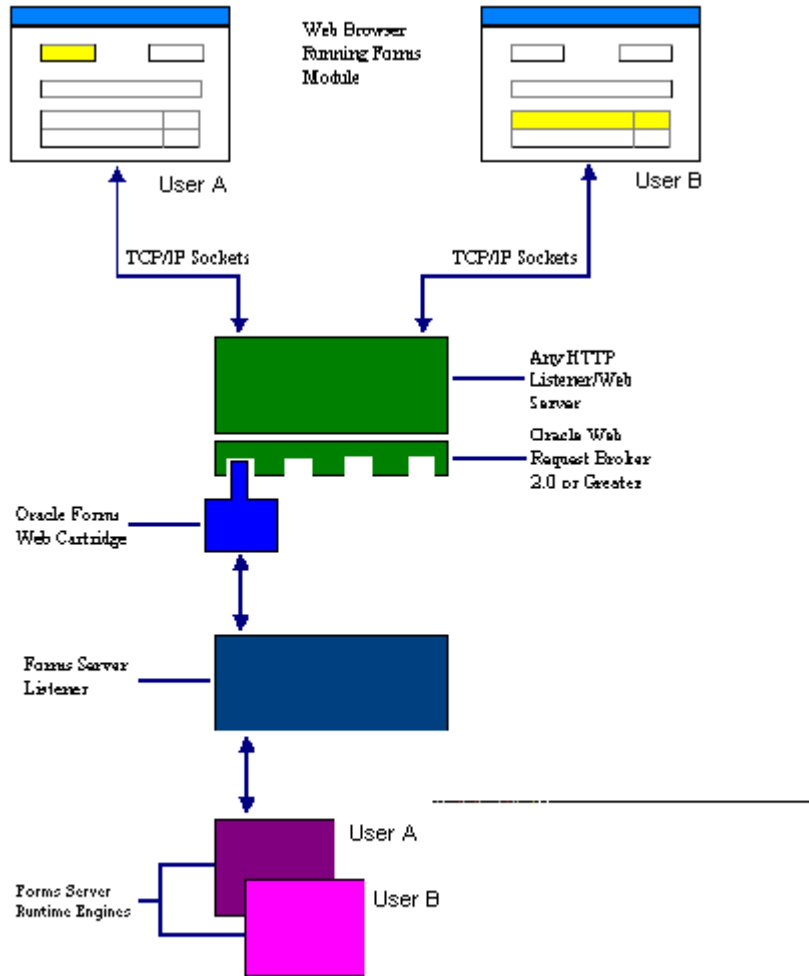 Web Browser
Running Forms
Module
User A
User B
TCP/IP Sockets
TCP/IP Sockets
Any HTTP
Listener/Web
Server
Oracle Web
Request Broker
2.0 or Greater
Oracle Forms
Web Cartridge
Forms Server
Listener
User A
User B
Forms Server
Runtime Engines